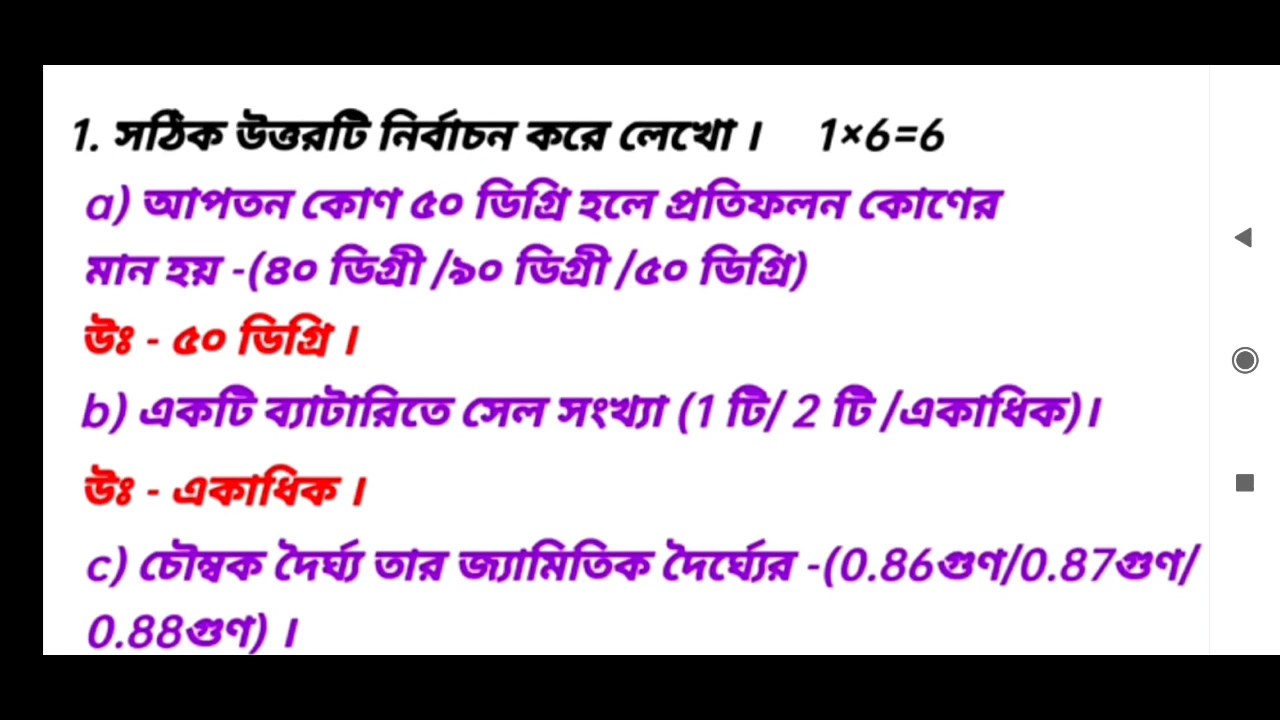 1. সঠিক উত্তরটি নির্বাচন করে লেখো । 1×6=6
a) আপতন কোণ ৫০ ডিগ্রি হলে প্রতিফলন কোণের
মান হয় -(৪০ ডিগ্রী /৯০ ডিগ্রী /৫০ ডিগ্রি)
উঃ - ৫০ ডিগ্রি ।
b) একটি ব্যাটারিতে সেল সংখ্যা (1 টি/ 2 টি /একাধিক)।
উঃ - একাধিক ।
c) চৌম্বক দৈর্ঘ্য তার জ্যামিতিক দৈর্ঘ্যের -(0.86গুণ/0.87গুণ/
0.88গুণ) ।